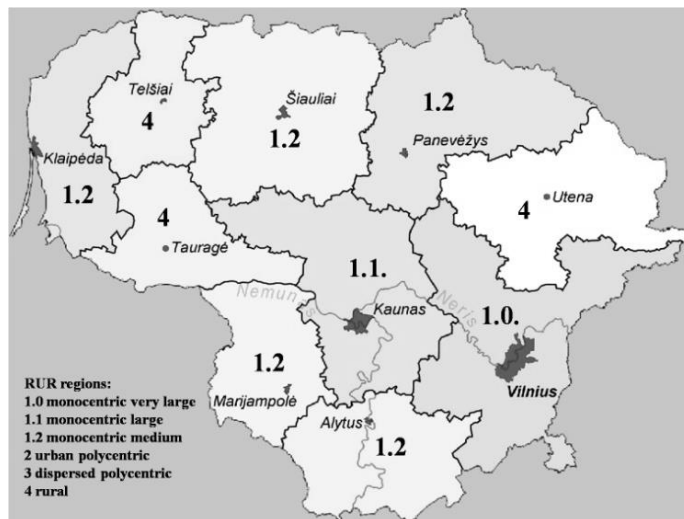 Telšiai
4
Šiauliai
1.2
1.2
Panevėžys
Klaipėda
1.2
4
Tauragė
4
Utena
1.1.
Nemunas
Kaunas
Neris
1.0.
Vilnius
1.2
Marijampolė
Alytus
1.2
RUR regions:
1.0 monocentric very large
1.1 monocentric large
1.2 monocentric medium
2 urban polycentric
3 dispersed polycentric
4 rural